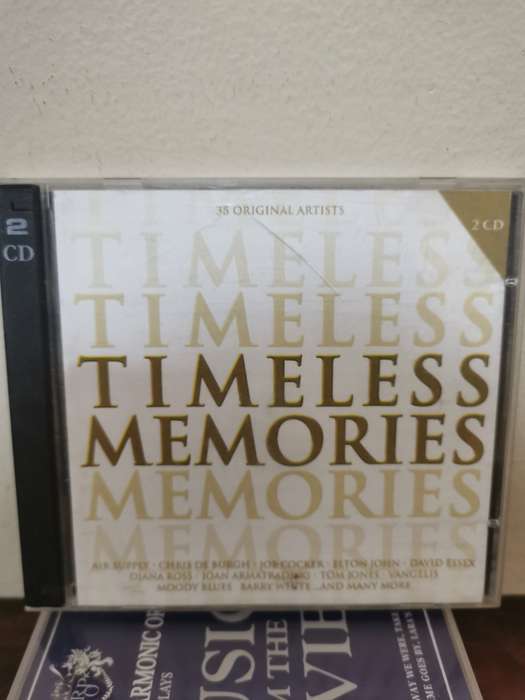 2
CD
38 ORIGINAL ARTISTS
2 CD
TIMELESS
TIMELESS
TIMELESS
MEMORIES
MEMORIES
MEMORIES
AIR SUPPLY · CHRIS DE BURGH · JOE COCKER · ELTON JOHN · DAVID ESSEX
DIANA ROSS · JOAN ARMATRADING · TOM JONES · VANGELIS
MOODY BLUES · BARRY WHITE ...AND MANY MORE